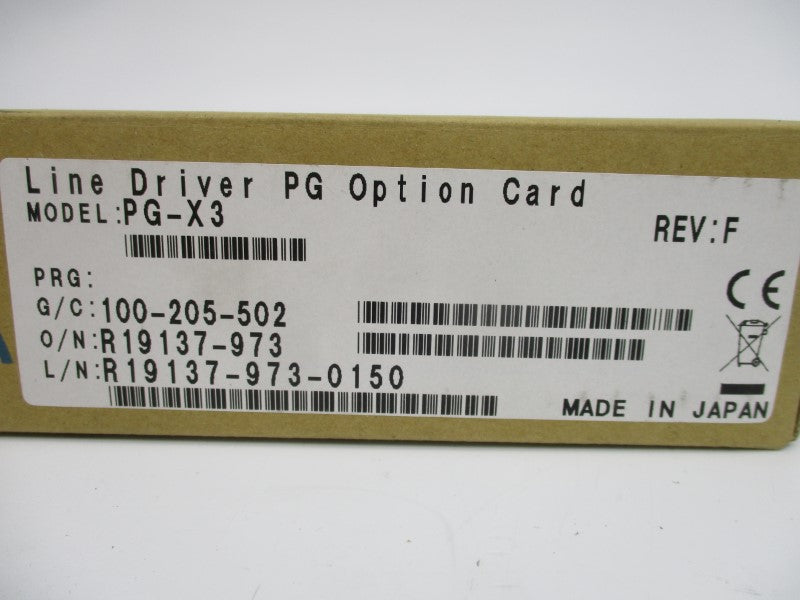 Line Driver PG Option Card
MODEL:PG-X3
REV:F
PRG:
G/C:100-205-502
O/N:R19137-973
L/N:R19137-973-0150
CE
MADE IN JAPAN